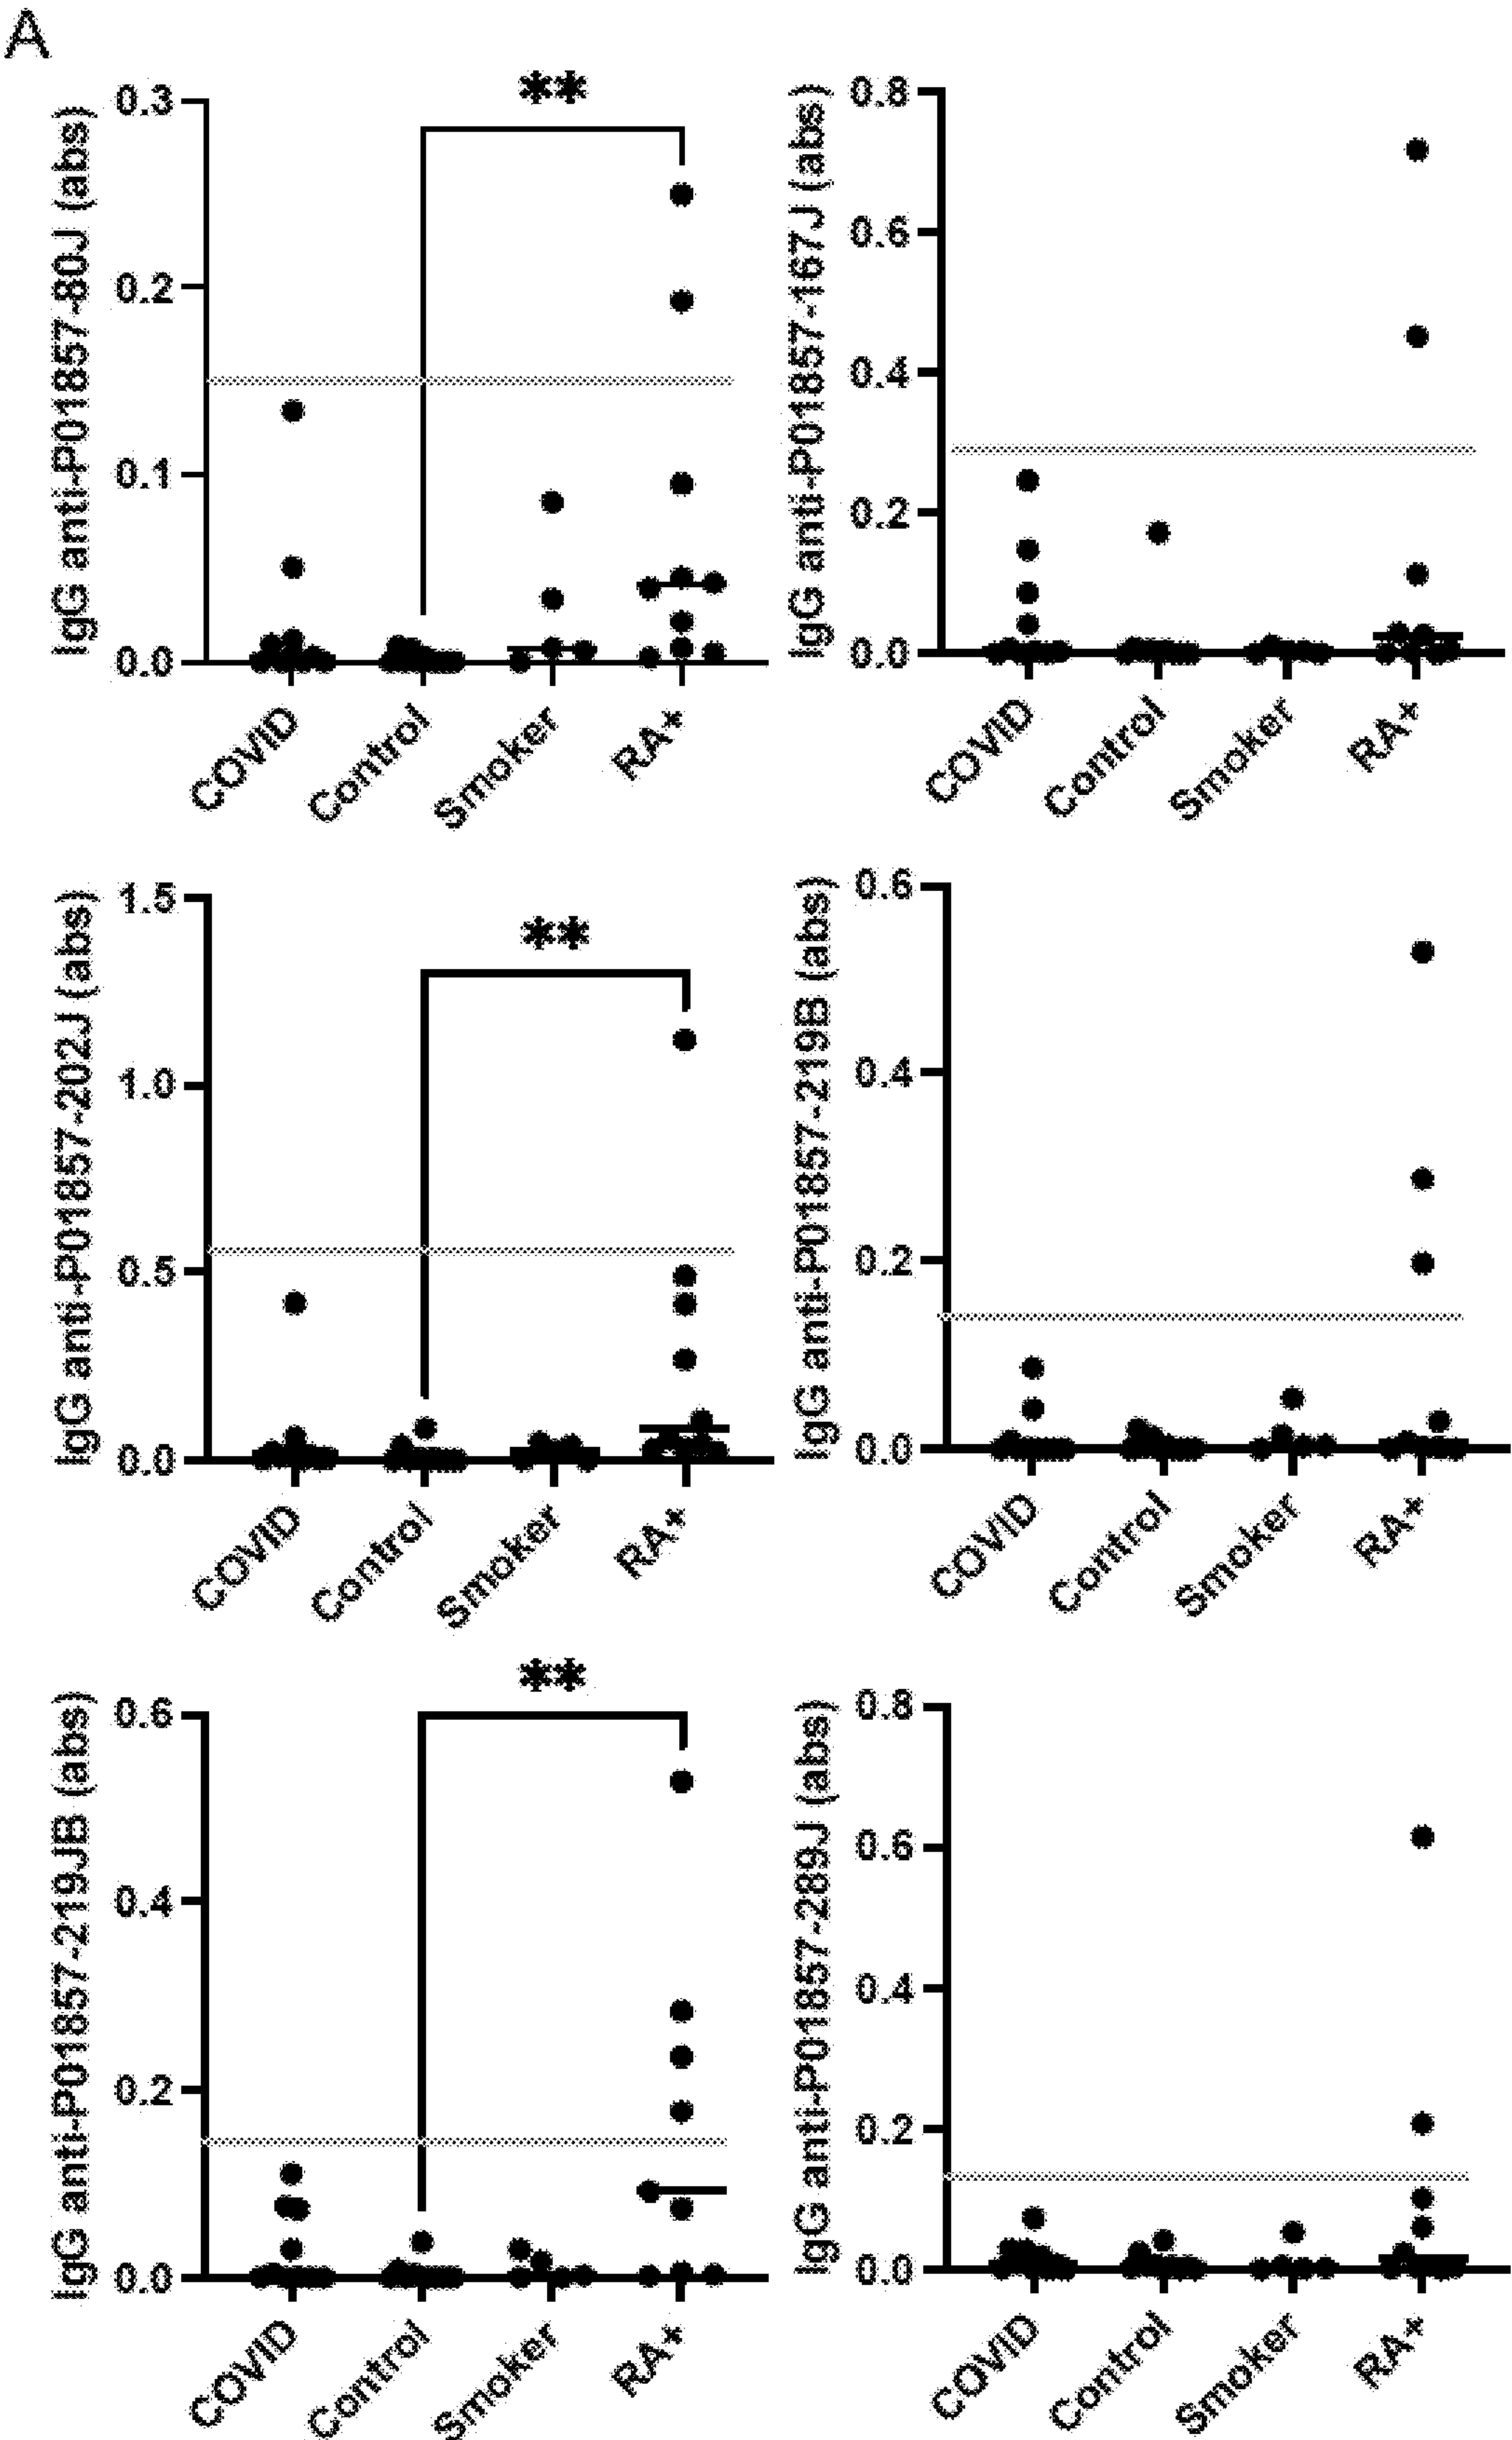 A
**
IgG anti-P01857-80J (abs)
0.3
0.2
0.1
0.0
COVID
Control
Smoker
RA+
IgG anti-P01857-167J (abs)
0.8
0.6
0.4
0.2
0.0
COVID
Control
Smoker
RA+
**
IgG anti-P01857-202J (abs)
1.5
1.0
0.5
0.0
COVID
Control
Smoker
RA+
IgG anti-P01857-219B (abs)
0.6
0.4
0.2
0.0
COVID
Control
Smoker
RA+
**
IgG anti-P01857-219JB (abs)
0.6
0.4
0.2
0.0
COVID
Control
Smoker
RA+
IgG anti-P01857-289J (abs)
0.8
0.6
0.4
0.2
0.0
COVID
Control
Smoker
RA+